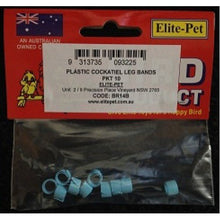 Elite-Pet
AN AUSTRALIAN
OWNED
9 313735 093225
PLASTIC COCKATIEL LEG BANDS
PKT 10
ELITE-PET
Unit 2 / 9 Precision Place Vineyard NSW 2765
www.elitepet.com.au
CODE: BR14B